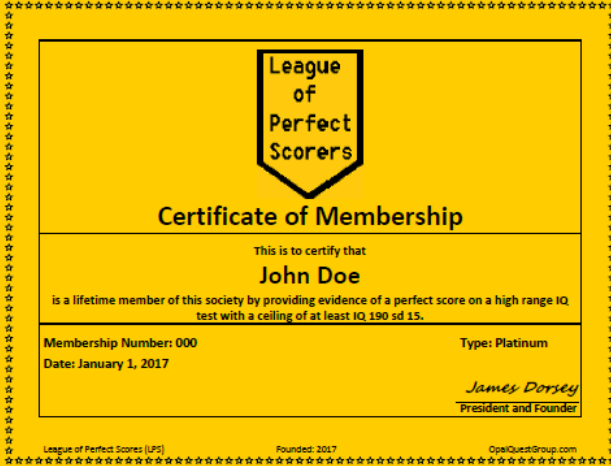 League
of
Perfect
Scorers
Certificate of Membership
This is to certify that
John Doe
is a lifetime member of this society by providing evidence of a perfect score on a high range IQ
test with a ceiling of at least IQ 190 sd 15.
Membership Number: 000 Type: Platinum
Date: January 1, 2017
James Dorsey
President and Founder
League of Perfect Scores (LPS) Founded: 2017 OpalQuestGroup.com